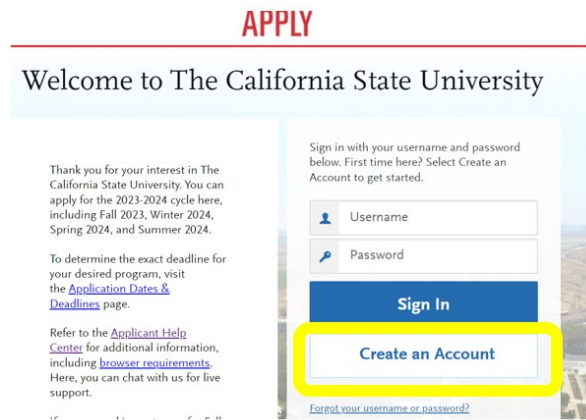 APPLY
Welcome to The California State University
Thank you for your interest in The
California State University. You can
apply for the 2023-2024 cycle here,
including Fall 2023, Winter 2024,
Spring 2024, and Summer 2024.
To determine the exact deadline for
your desired program, visit
the Application Dates &
Deadlines page.
Refer to the Applicant Help
Center for additional information,
including browser requirements.
Here, you can chat with us for live
support.
Sign in with your username and password
below. First time here? Select Create an
Account to get started.
Username
Password
Sign In
Create an Account
Forgot your username or password?